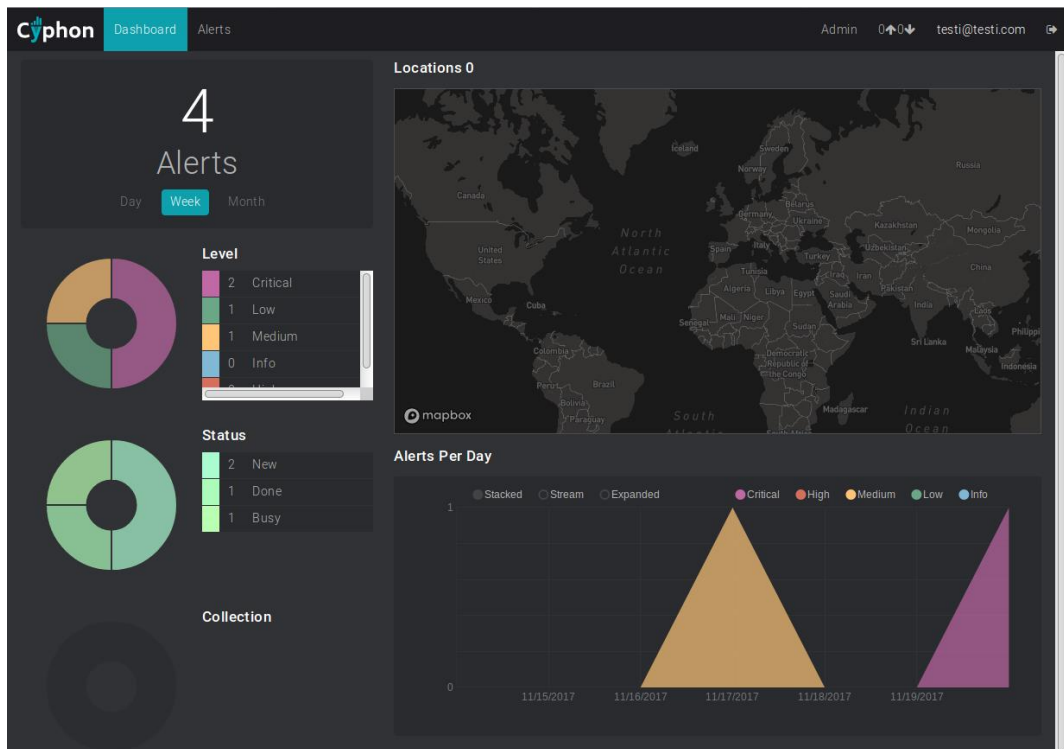 Cyphon Dashboard Alerts Admin 0 0 testi@testi.com
4
Alerts
Day Week Month
Level
2 Critical
1 Low
1 Medium
0 Info
Status
2 New
1 Done
1 Busy
Collection
Locations 0
Iceland
Sweden
Norway
Russia
Canada
Belarus
Germany
Ukraine
Kazakhstan
Mongolia
North
Atlantic
Ocean
United
States
Spain
Italy
Uzbekistan
Turkey
China
Tunisia
Iraq
Iran
Pakistan
Algeria
Libya
Egypt
Saudi
Arabia
India
Mexico
Cuba
Laos
Senegal
Mali
Niger
Sudan
Philippi
Sri Lanka
Malaysia
Colombia
Democratic
Republic of
the Congo
Indonesia
Peru
Brazil
Bolivia
Paraguay
Madagascar
Indian
Ocean
South
mapbox
Alerts Per Day
Stacked Stream Expanded Critical High Medium Low Info
1
0
11/15/2017 11/16/2017 11/17/2017 11/18/2017 11/19/2017